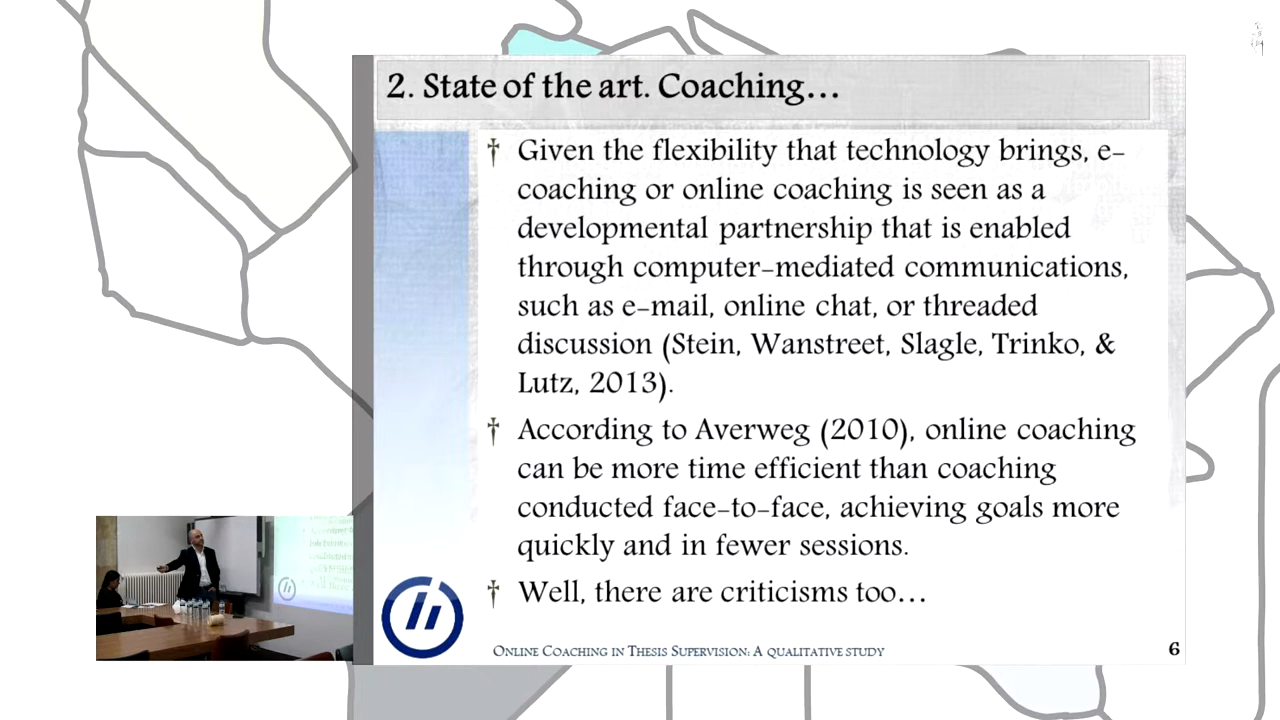 2. State of the art. Coaching...
† Given the flexibility that technology brings, e-
coaching or online coaching is seen as a
developmental partnership that is enabled
through computer-mediated communications,
such as e-mail, online chat, or threaded
discussion (Stein, Wanstreet, Slagle, Trinko, &
Lutz, 2013).
† According to Averweg (2010), online coaching
can be more time efficient than coaching
conducted face-to-face, achieving goals more
quickly and in fewer sessions.
† Well, there are criticisms too...
Online Coaching in Thesis Supervision: A qualitative study
6